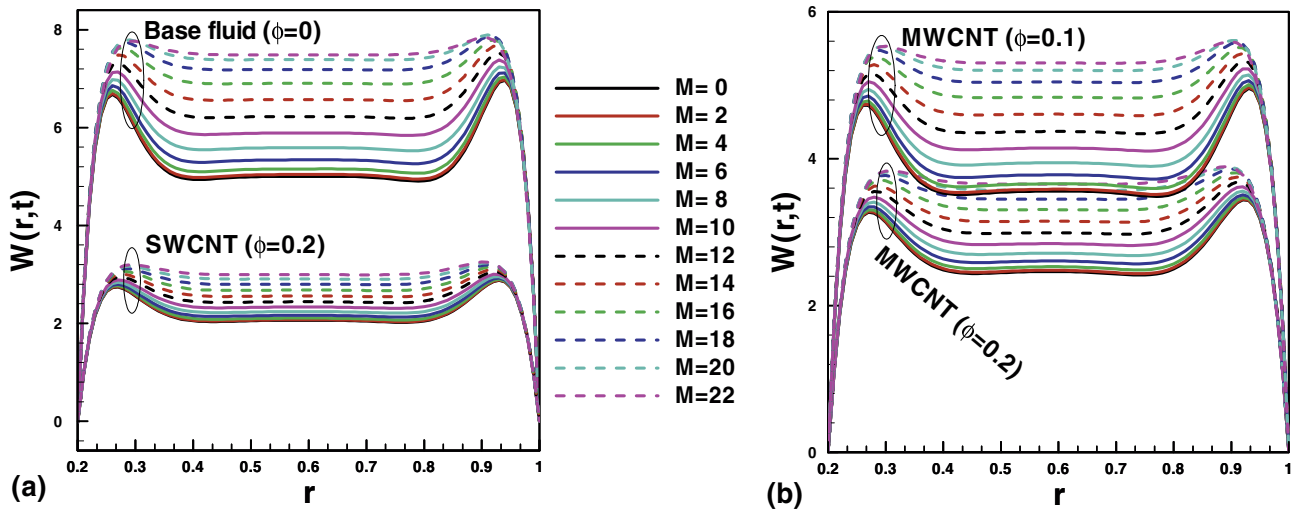 8
6
4
2
0
W(r,t)
Base fluid (ϕ=0)
SWCNT (ϕ=0.2)
0.2 0.3 0.4 0.5 0.6 0.7 0.8 0.9 1
r
(a)
M= 0
M= 2
M= 4
M= 6
M= 8
M=10
M=12
M=14
M=16
M=18
M=20
M=22
6
4
2
0
W(r,t)
MWCNT (ϕ=0.1)
MWCNT (ϕ=0.2)
0.2 0.3 0.4 0.5 0.6 0.7 0.8 0.9 1
r
(b)